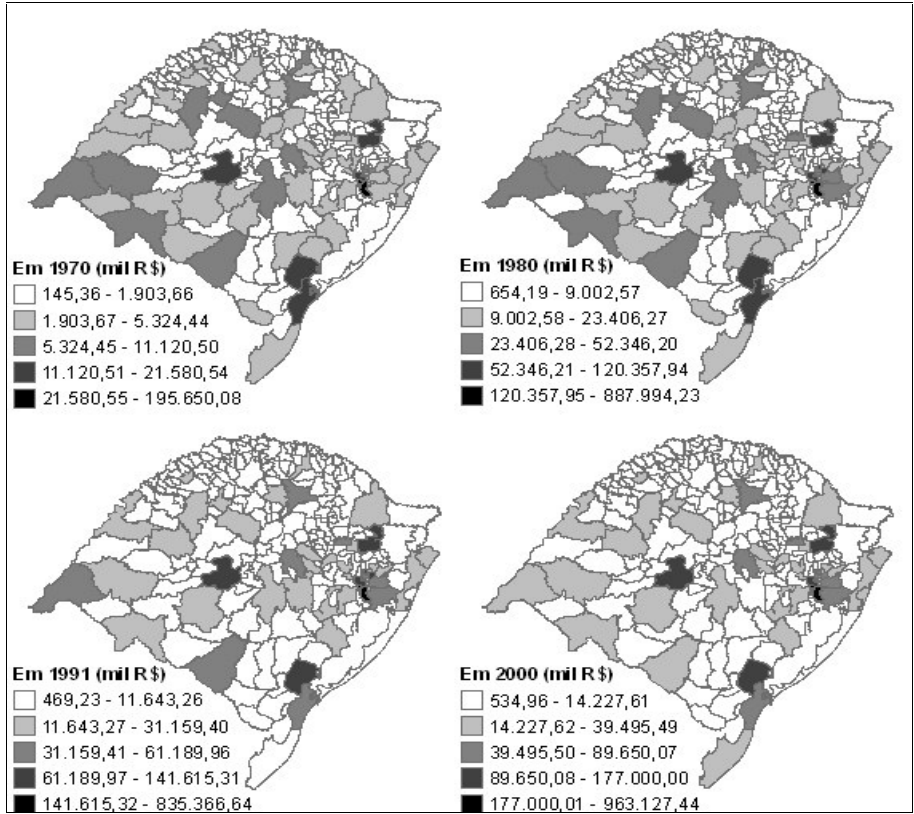 Em 1970 (mil R$)
145,36 - 1.903,66
1.903,67 - 5.324,44
5.324,45 - 11.120,50
11.120,51 - 21.580,54
21.580,55 - 195.650,08
Em 1980 (mil R$)
654,19 - 9.002,57
9.002,58 - 23.406,27
23.406,28 - 52.346,20
52.346,21 - 120.357,94
120.357,95 - 887.994,23
Em 1991 (mil R$)
469,23 - 11.643,26
11.643,27 - 31.159,40
31.159,41 - 61.189,96
61.189,97 - 141.615,31
141.615,32 - 835.366,64
Em 2000 (mil R$)
534,96 - 14.227,61
14.227,62 - 39.495,49
39.495,50 - 89.650,07
89.650,08 - 177.000,00
177.000,01 - 963.127,44